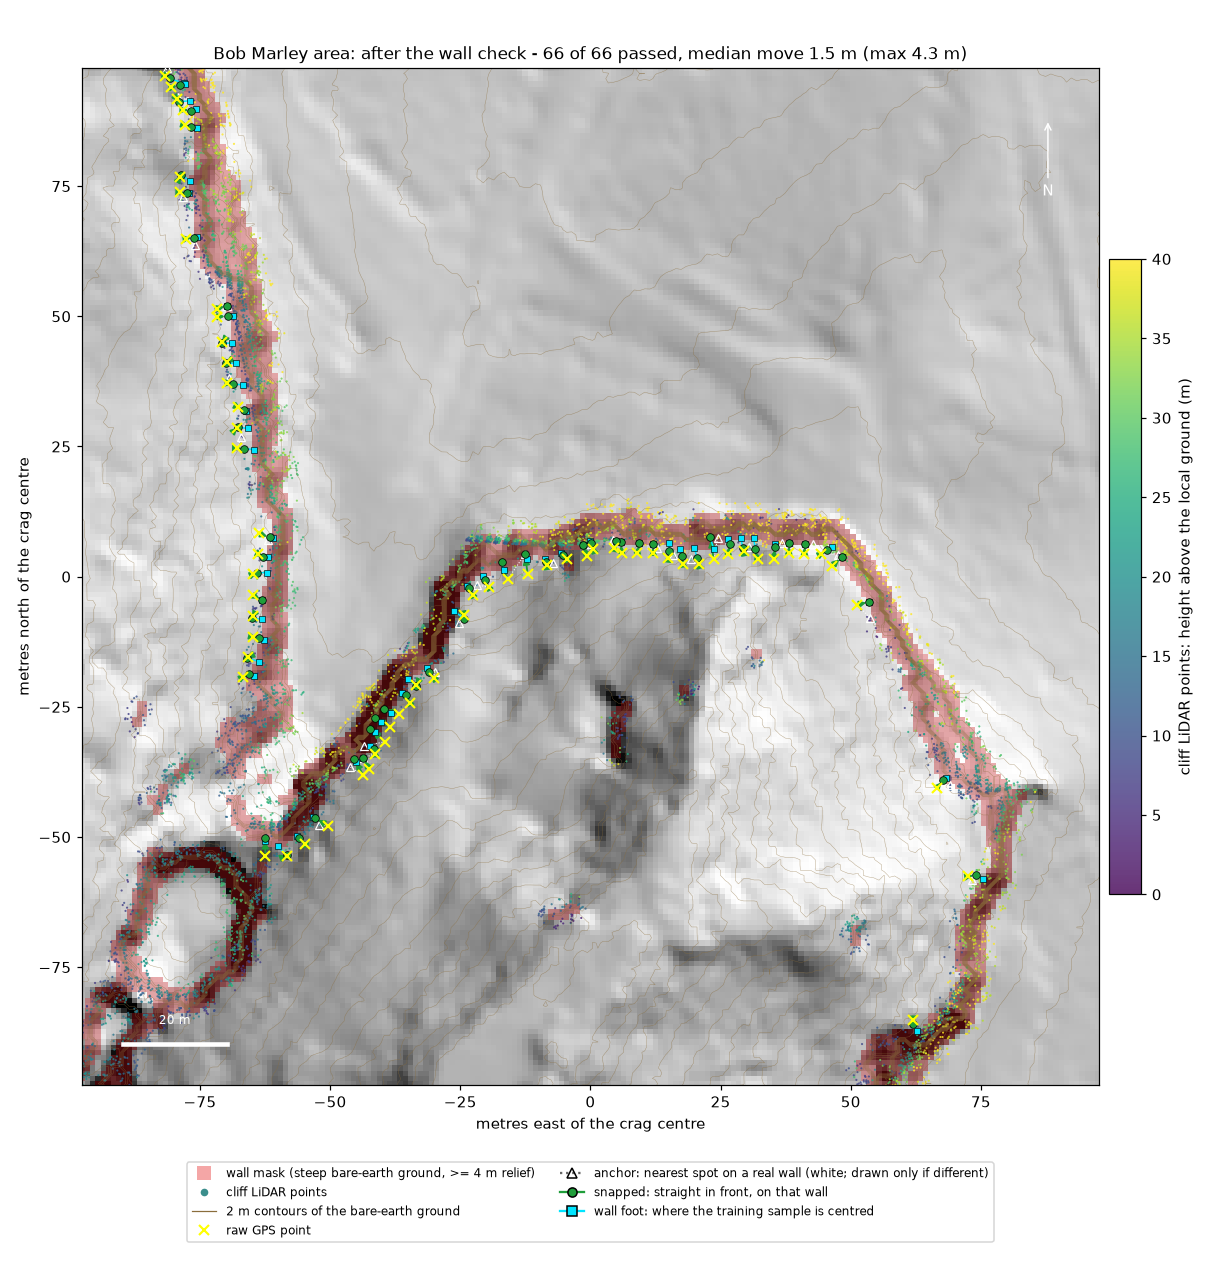 Bob Marley area: after the wall check - 66 of 66 passed, median move 1.5 m (max 4.3 m)
N
75
50
25
0
−25
−50
−75
metres north of the crag centre
20 m
−75
−50
−25
0
25
50
75
metres east of the crag centre
40
35
30
25
20
15
10
5
0
cliff LiDAR points: height above the local ground (m)
wall mask (steep bare-earth ground, >= 4 m relief)
cliff LiDAR points
2 m contours of the bare-earth ground
raw GPS point
anchor: nearest spot on a real wall (white; drawn only if different)
snapped: straight in front, on that wall
wall foot: where the training sample is centred